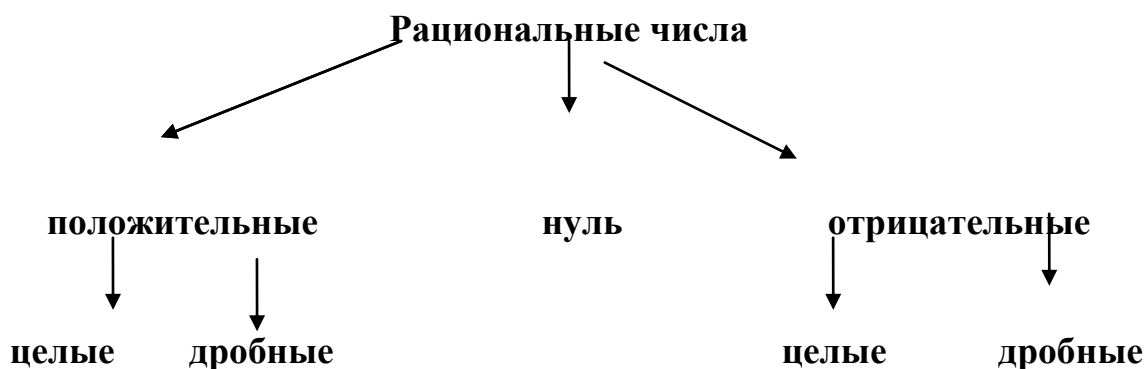 Рациональные числа
положительные нуль отрицательные
целые дробные целые дробные